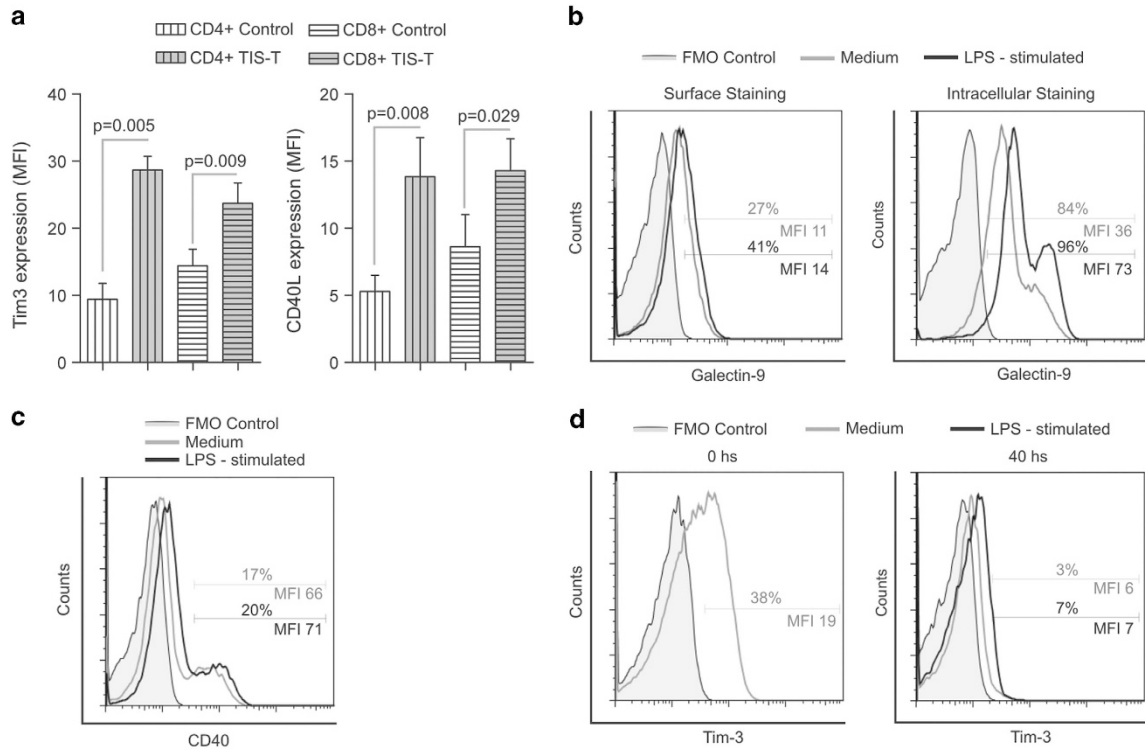 a
CD4+ Control
CD8+ Control
CD4+ TIS-T
CD8+ TIS-T
Tim3 expression (MFI)
40
30
20
10
0
p=0.005
p=0.009
CD40L expression (MFI)
20
15
10
5
0
p=0.008
p=0.029
b
FMO Control
Medium
LPS - stimulated
Surface Staining
Counts
27%
MFI 11
41%
MFI 14
Galectin-9
Intracellular Staining
Counts
84%
MFI 36
96%
MFI 73
Galectin-9
c
FMO Control
Medium
LPS - stimulated
Counts
17%
MFI 66
20%
MFI 71
CD40
d
FMO Control
Medium
LPS - stimulated
0 hs
Counts
38%
MFI 19
Tim-3
40 hs
Counts
3%
MFI 6
7%
MFI 7
Tim-3